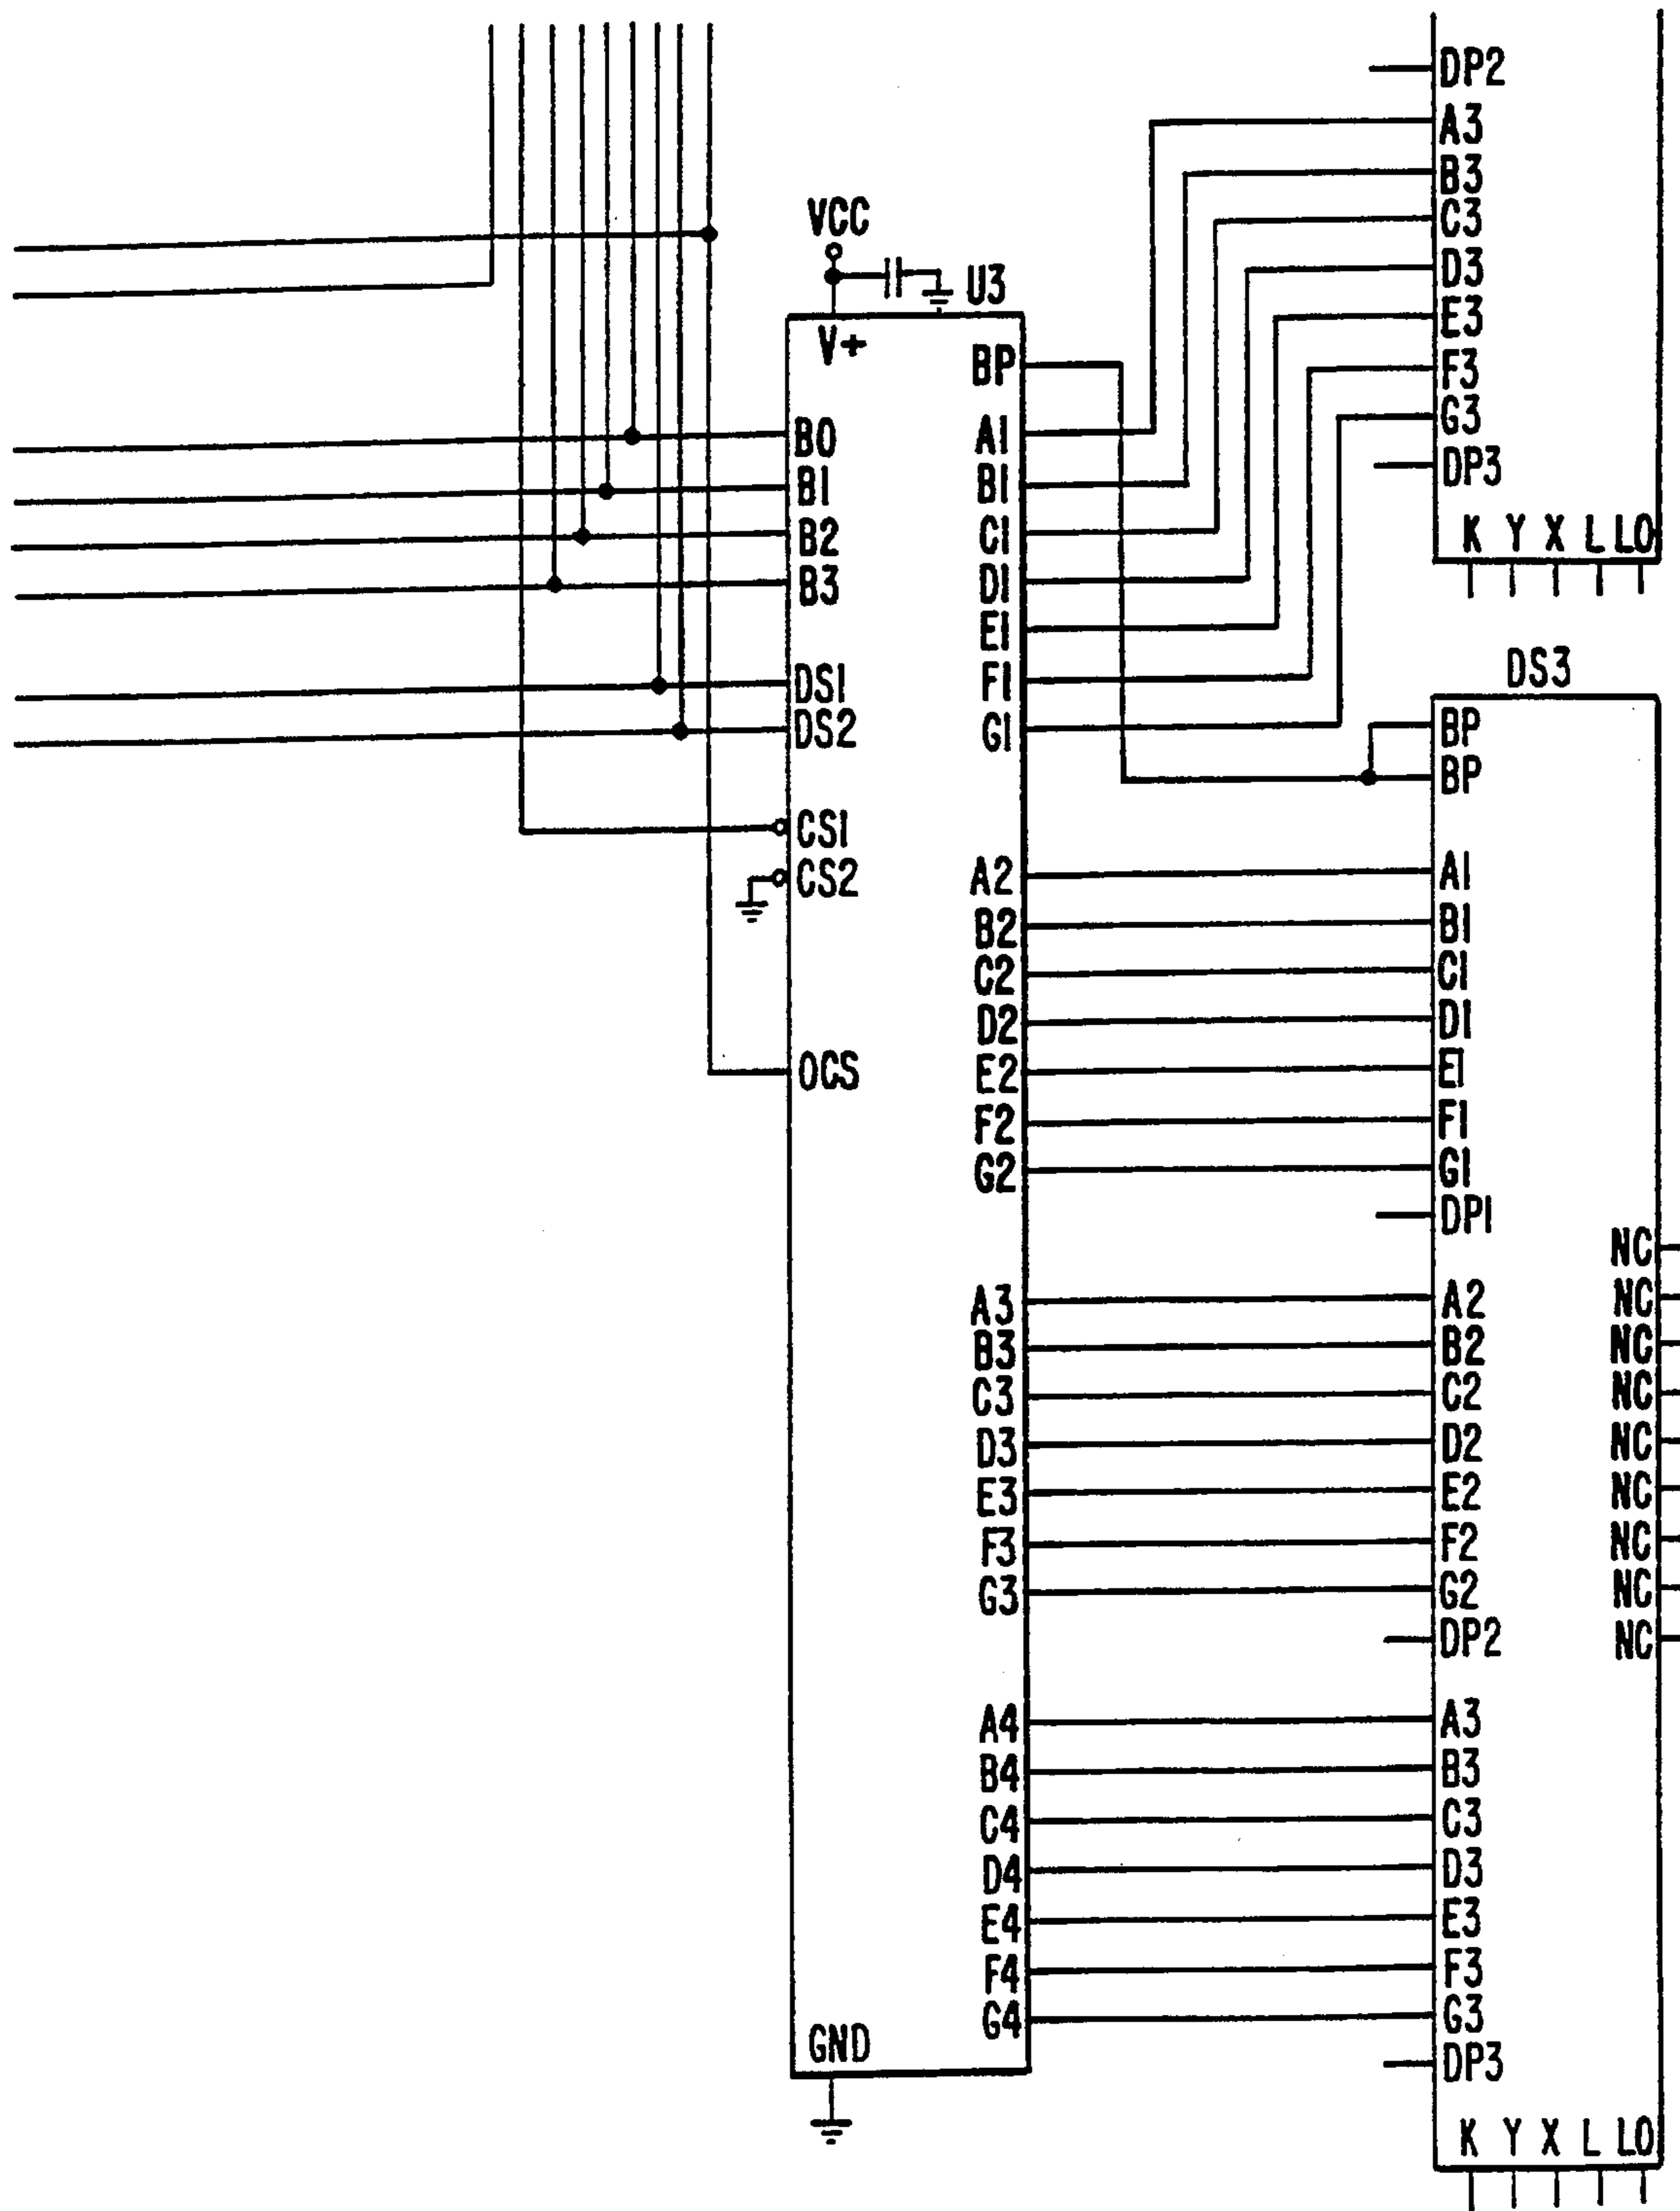 DP2
A3
B3
C3
D3
E3
F3
G3
DP3
K Y X L LO
VCC
U3
V+
BP
B0
B1
B2
B3
DS1
DS2
CS1
CS2
OCS
GND
A1
B1
C1
D1
E1
F1
G1
A2
B2
C2
D2
E2
F2
G2
A3
B3
C3
D3
E3
F3
G3
A4
B4
C4
D4
E4
F4
G4
DS3
BP
BP
A1
B1
C1
D1
E1
F1
G1
DP1
A2
B2
C2
D2
E2
F2
G2
DP2
A3
B3
C3
D3
E3
F3
G3
DP3
NC
NC
NC
NC
NC
NC
NC
NC
NC
K Y X L LO